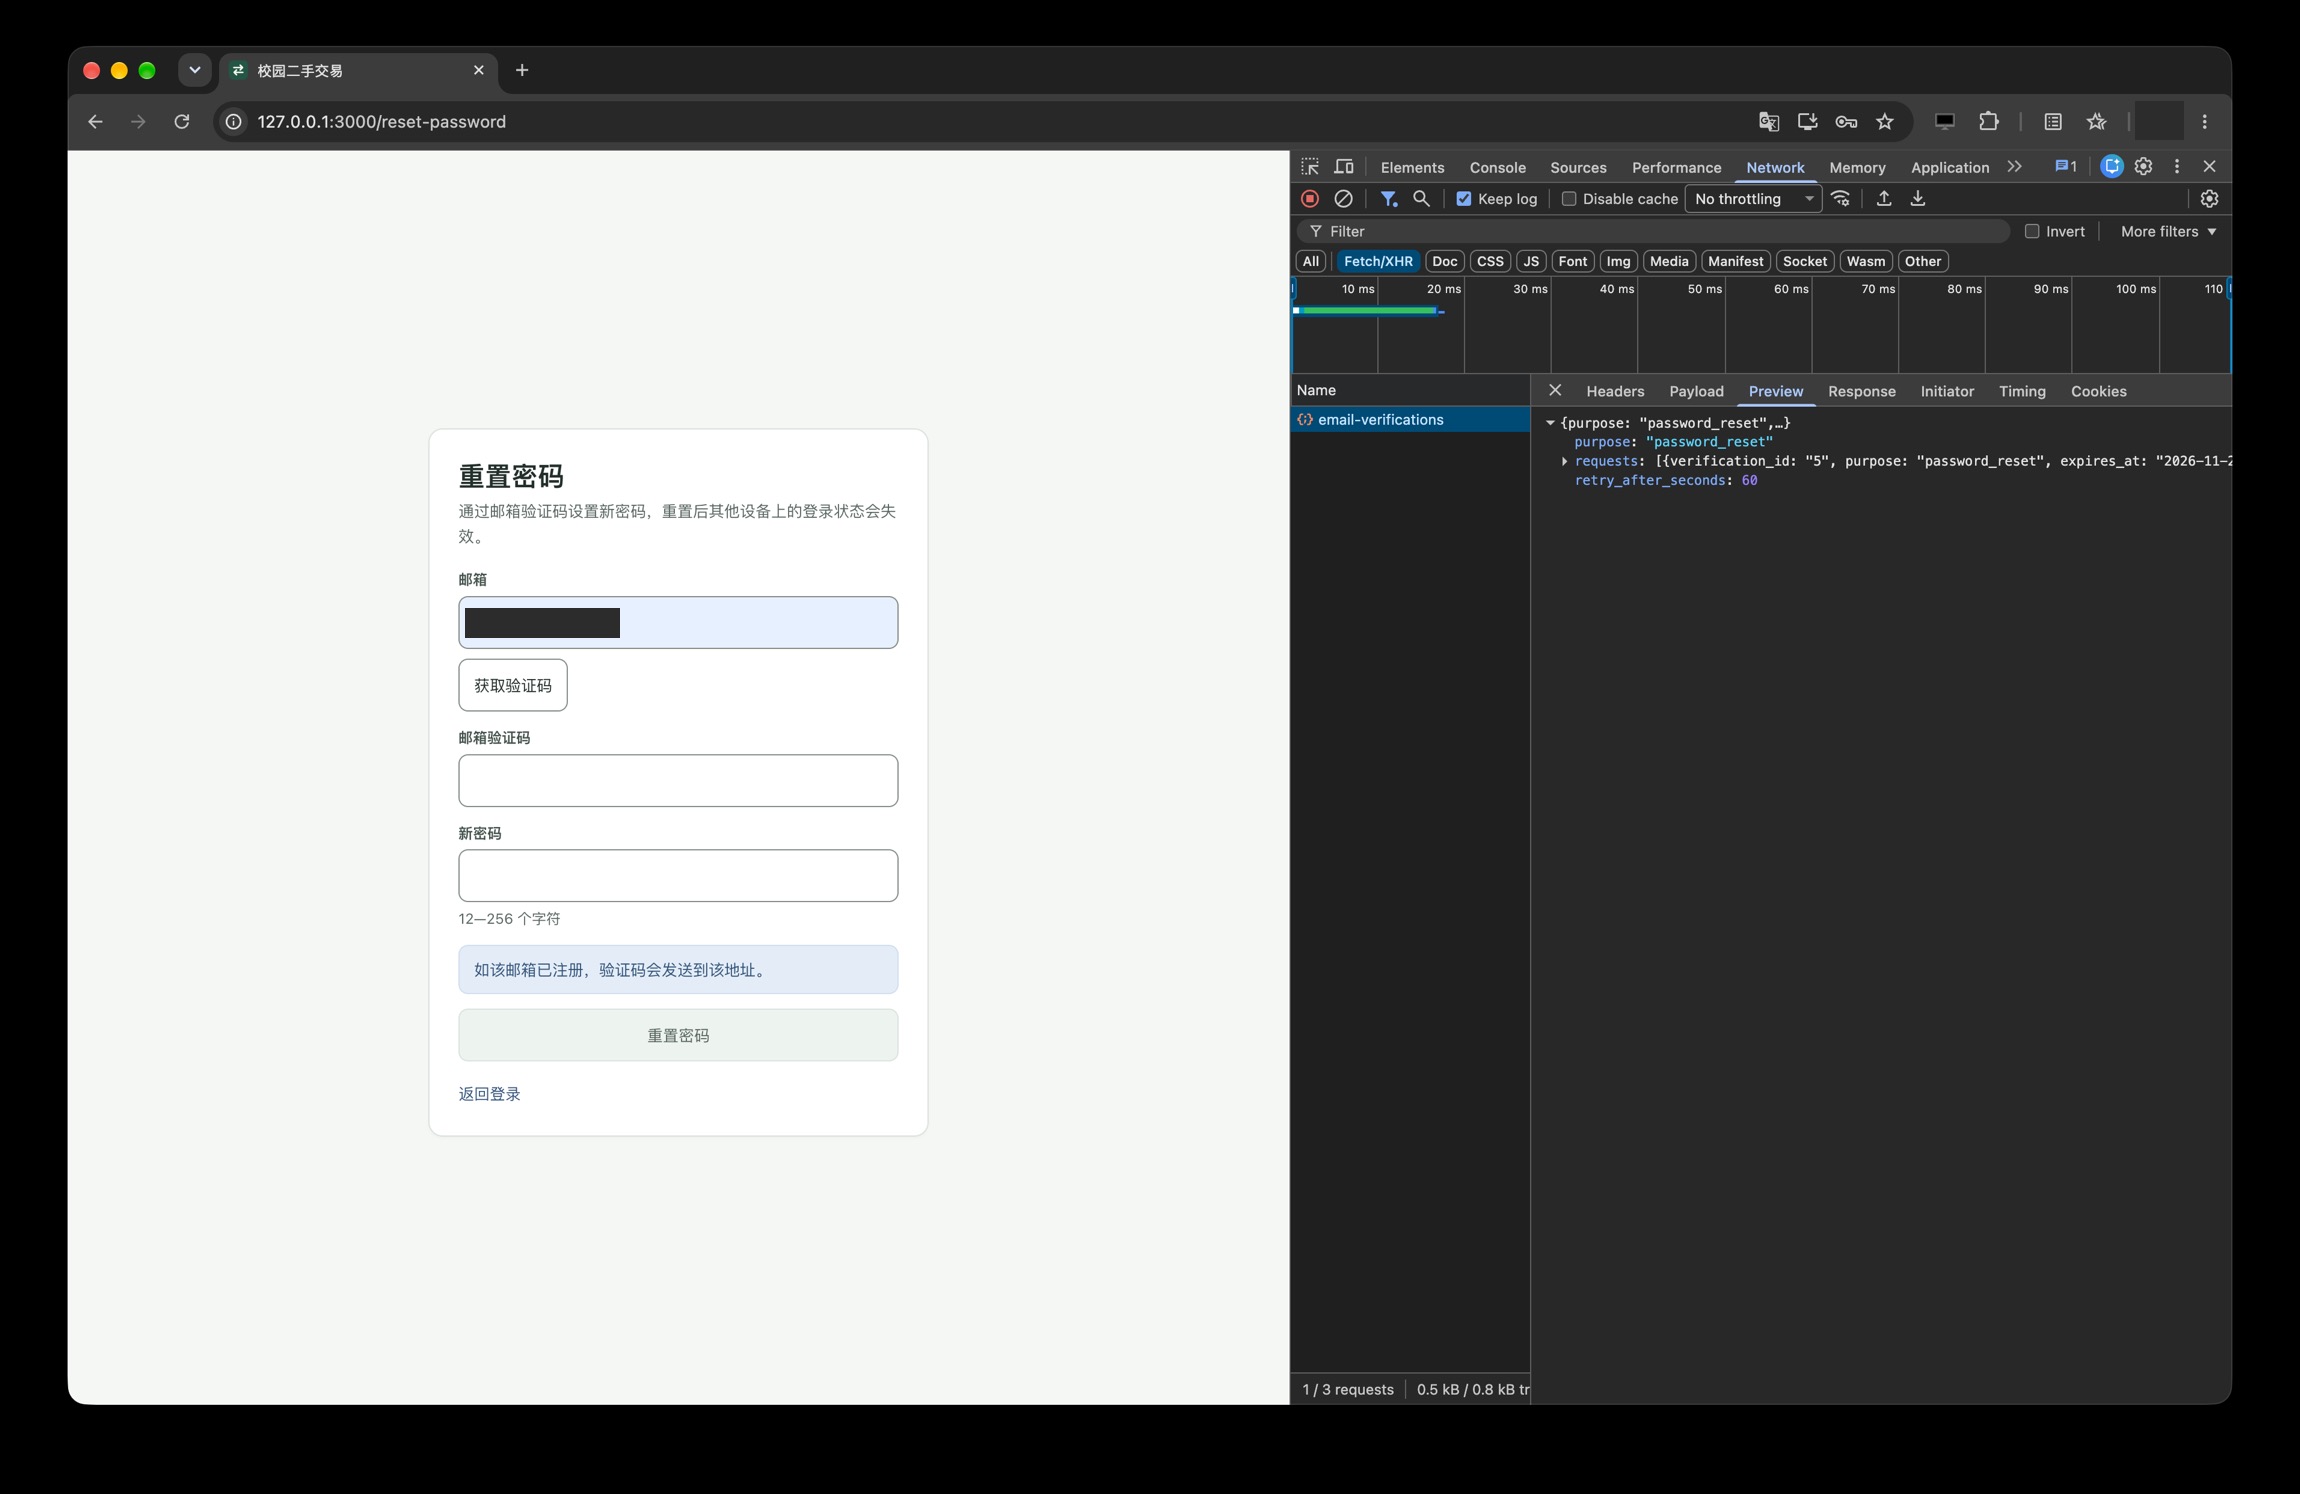 校园二手交易
127.0.0.1:3000/reset-password
重置密码
通过邮箱验证码设置新密码，重置后其他设备上的登录状态会失
效。
邮箱
获取验证码
邮箱验证码
新密码
12—256 个字符
如该邮箱已注册，验证码会发送到该地址。
重置密码
返回登录
Elements Console Sources Performance Network Memory Application 1
Keep log Disable cache No throttling
Filter Invert More filters
All Fetch/XHR Doc CSS JS Font Img Media Manifest Socket Wasm Other
10 ms 20 ms 30 ms 40 ms 50 ms 60 ms 70 ms 80 ms 90 ms 100 ms 110
Name
email-verifications
Headers Payload Preview Response Initiator Timing Cookies
{purpose: "password_reset",…}
purpose: "password_reset"
requests: [{verification_id: "5", purpose: "password_reset", expires_at: "2026-11-2
retry_after_seconds: 60
1 / 3 requests 0.5 kB / 0.8 kB tr